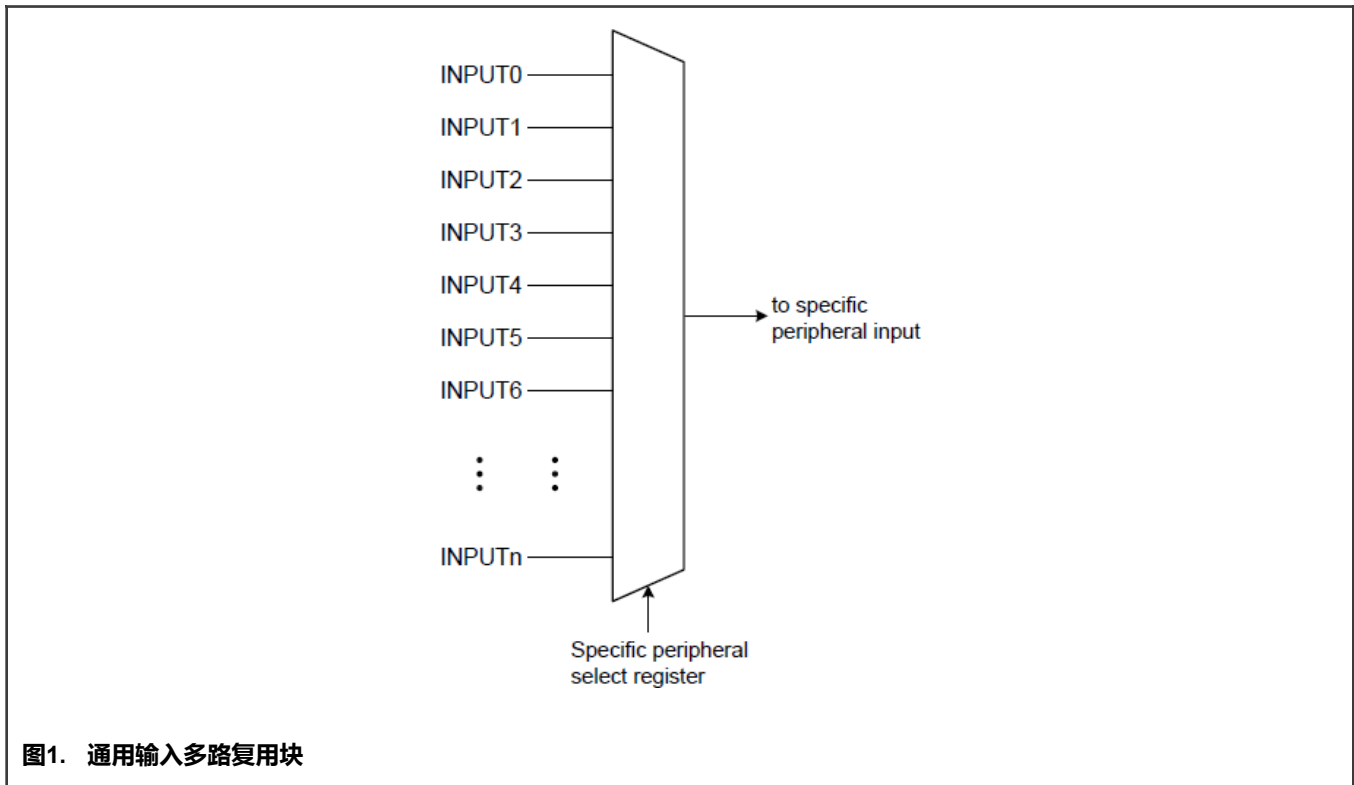 INPUT0
INPUT1
INPUT2
INPUT3
INPUT4
INPUT5
INPUT6
INPUTn
to specific
peripheral input
Specific peripheral
select register
图1. 通用输入多路复用块